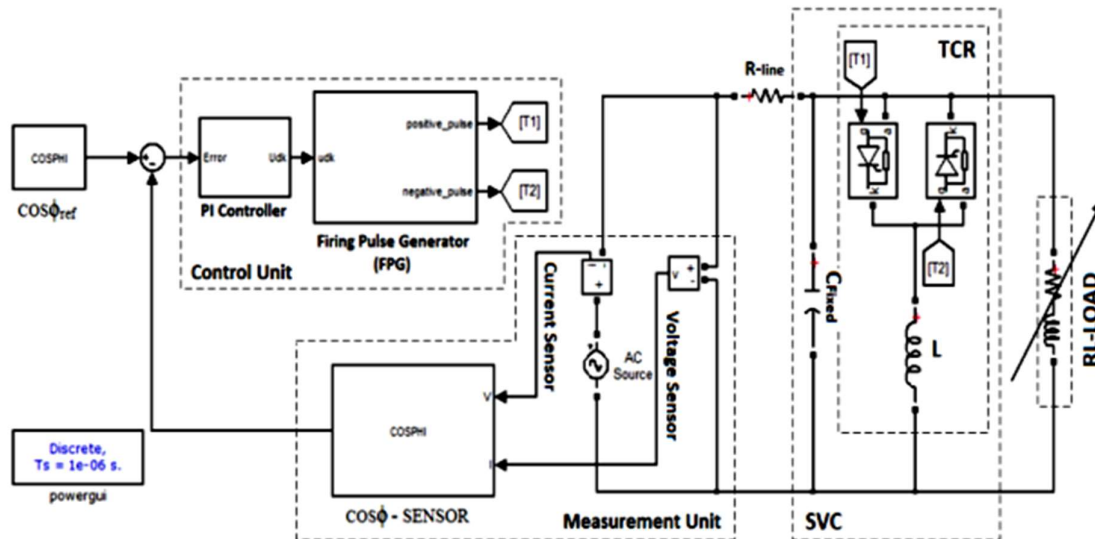 COSPHI
cosϕref
Error
Udk
PI Controller
udk
positive_pulse
negative_pulse
Firing Pulse Generator
(FPG)
[T1]
[T2]
Control Unit
Discrete,
Ts = 1e-06 s.
powergui
COSPHI
V
I
cosϕ - SENSOR
Measurement Unit
Current Sensor
i
+
-
AC
Source
v
+
-
Voltage Sensor
R-line
SVC
CFixed
TCR
[T1]
g
a
k
k
g
a
[T2]
L
RL-LOAD